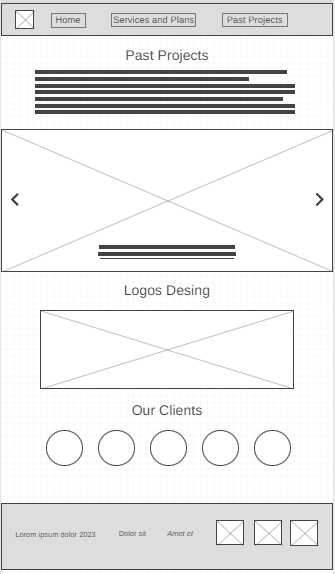 Home
Services and Plans
Past Projects
Past Projects
Logos Desing
Our Clients
Lorem ipsum dolor 2023
Dolor sit
Amet et